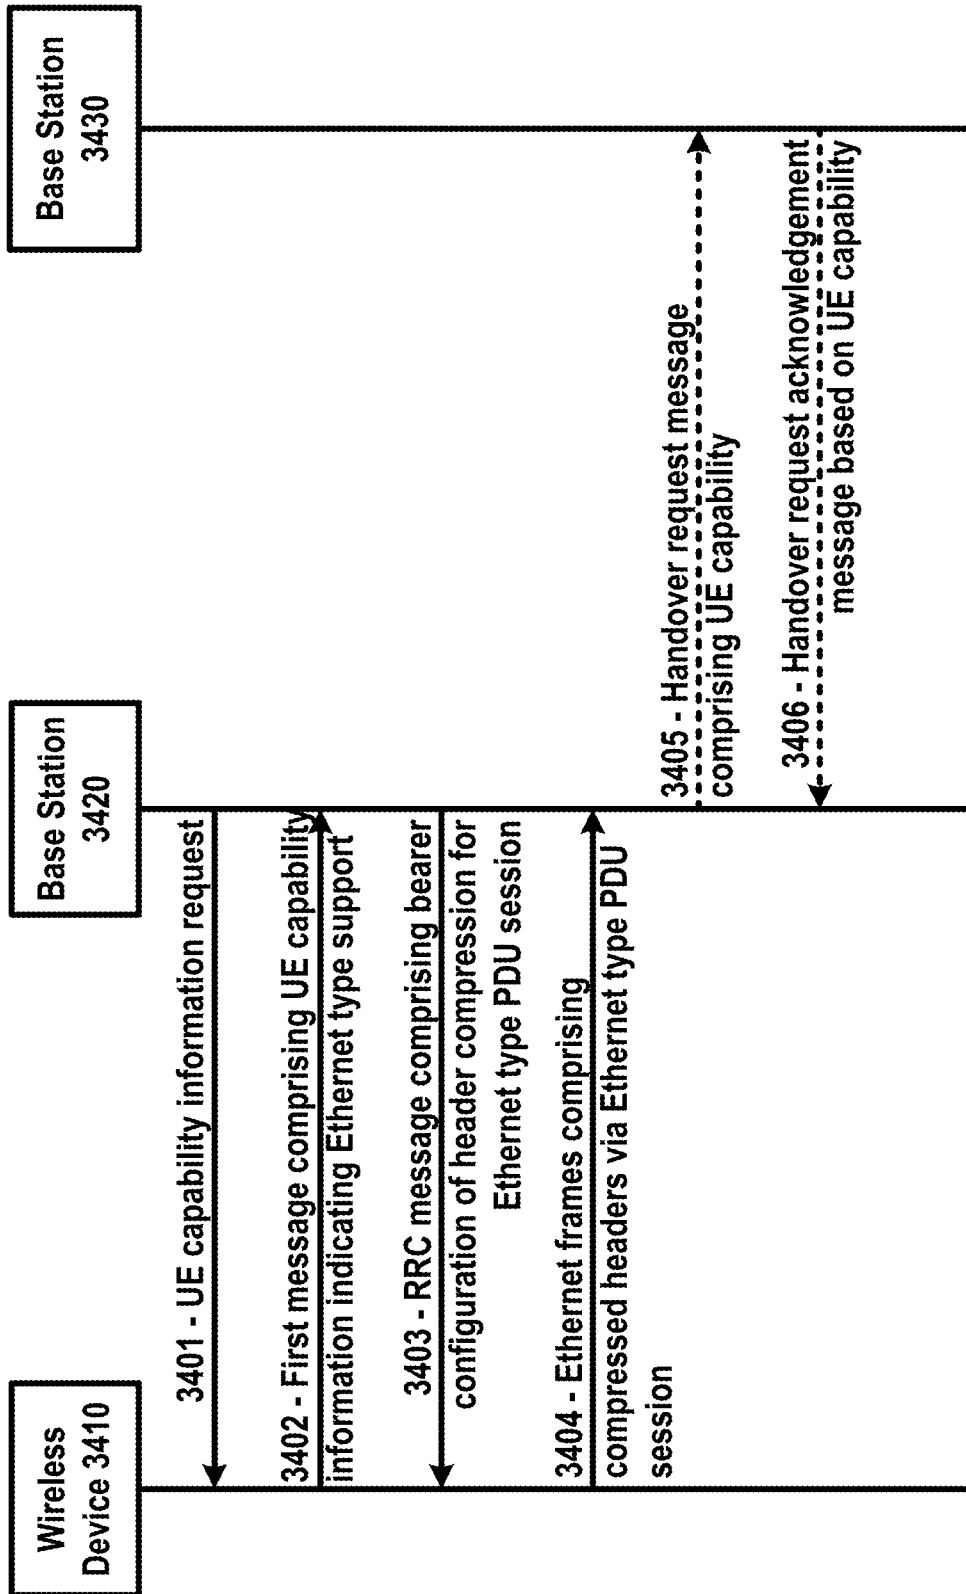 Wireless
Device 3410
Base Station
3420
Base Station
3430
3401 - UE capability information request
3402 - First message comprising UE capability
information indicating Ethernet type support
3403 - RRC message comprising bearer
configuration of header compression for
Ethernet type PDU session
3404 - Ethernet frames comprising
compressed headers via Ethernet type PDU
session
3405 - Handover request message
comprising UE capability
3406 - Handover request acknowledgement
message based on UE capability